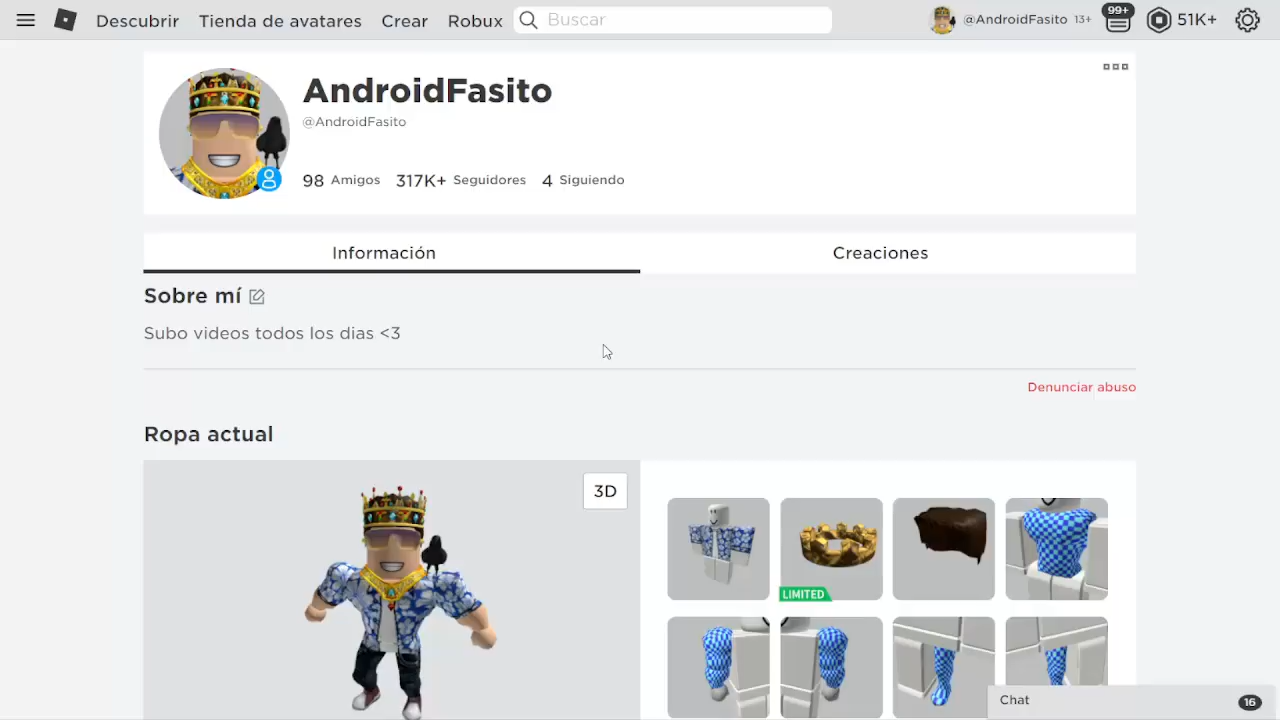 Descubrir Tienda de avatares Crear Robux Buscar @AndroidFasito 13+ 99+ 51K+
AndroidFasito
@AndroidFasito
98 Amigos 317K+ Seguidores 4 Siguiendo
Información Creaciones
Sobre mí
Subo videos todos los dias <3
Denunciar abuso
Ropa actual
3D
LIMITED
Chat 16